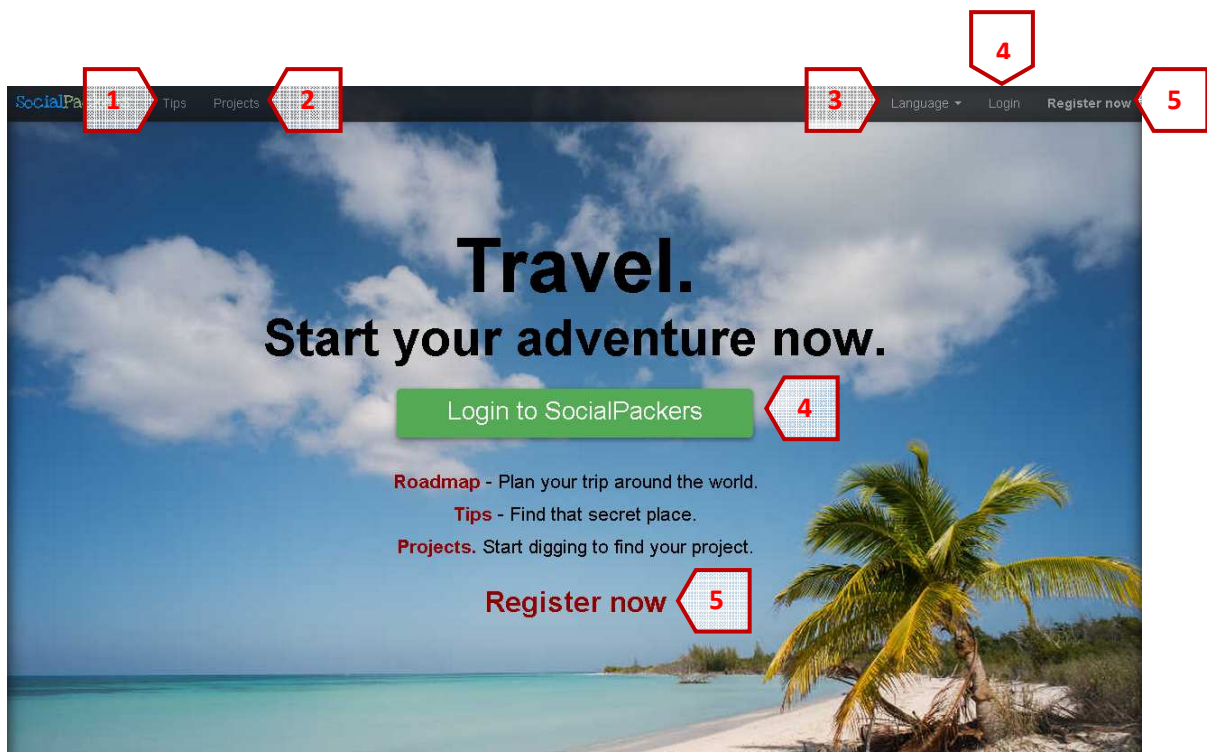 4
SocialPa 1 Tips Projects 2 3 Language Login Register now 5
Travel.
Start your adventure now.
Login to SocialPackers 4
Roadmap - Plan your trip around the world.
Tips - Find that secret place.
Projects. Start digging to find your project.
Register now 5